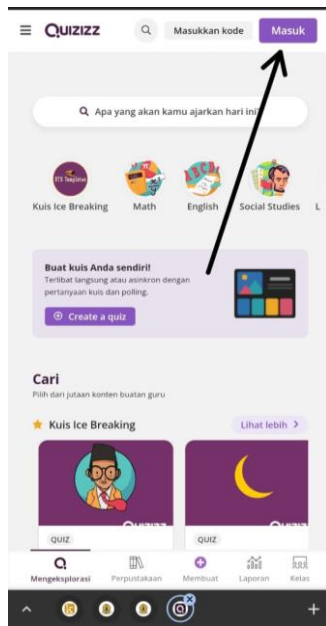 QUIZIZZ
Masukkan kode
Masuk
Apa yang akan kamu ajarkan hari ini?
Kuis Ice Breaking
Math
English
Social Studies
L
Buat kuis Anda sendiri!
Terlibat langsung atau asinkron dengan
pertanyaan kuis dan polling.
Create a quiz
Cari
Pilih dari jutaan konten buatan guru
Kuis Ice Breaking
Lihat lebih
QUIZ
QUIZ
Mengeksplorasi
Perpustakaan
Membuat
Laporan
Kelas